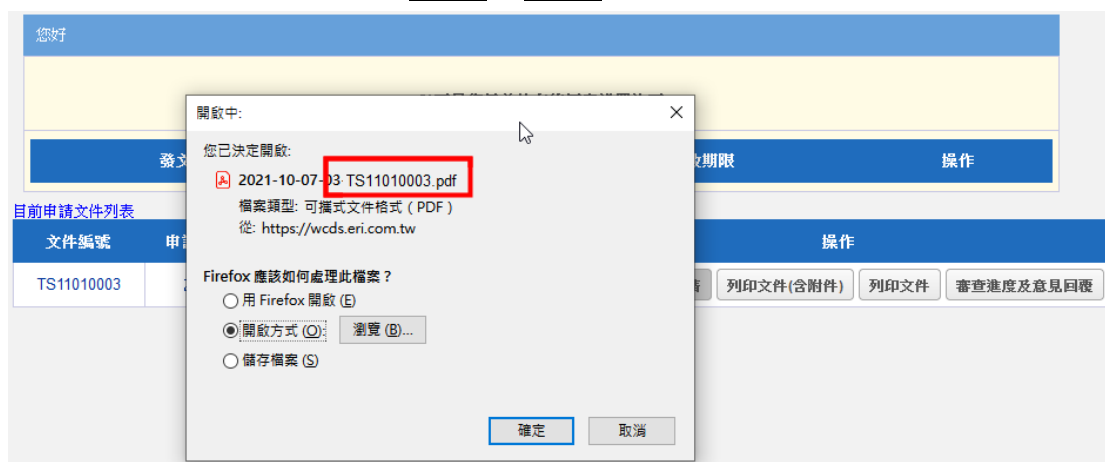 您好
開啟中:
您已決定開啟:
發文
期限
操作
2021-10-07-03-TS11010003.pdf
檔案類型: 可攜式文件格式 ( PDF )
從: https://wcds.eri.com.tw
目前申請文件列表
文件編號
操作
Firefox 應該如何處理此檔案？
TS11010003
列印文件(含附件)
列印文件
審查進度及意見回覆
用 Firefox 開啟 (E)
開啟方式 (O):
瀏覽 (B)...
儲存檔案 (S)
確定
取消